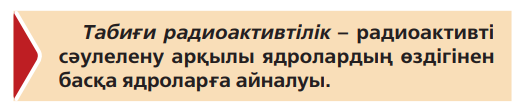 Табиғи радиоактивтілік – радиоактивті
сәулелену арқылы ядролардың өздігінен
басқа ядроларға айналуы.